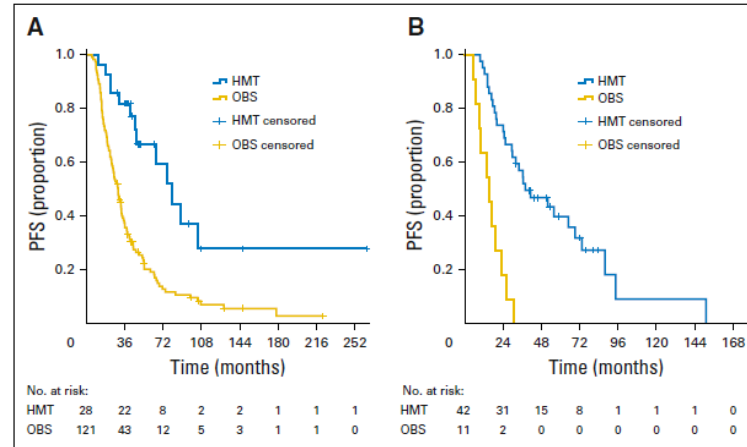 A
1.0
0.8
0.6
0.4
0.2
PFS (proportion)
HMT
OBS
HMT censored
OBS censored
36 72 108 144 180 216 252
Time (months)
No. at risk:
HMT 28 22 8 2 2 1 1 1
OBS 121 43 12 5 3 1 1 0
B
1.0
0.8
0.6
0.4
0.2
PFS (proportion)
HMT
OBS
HMT censored
OBS censored
24 48 72 96 120 144 168
Time (months)
No. at risk:
HMT 42 31 15 8 1 1 1 0
OBS 11 2 0 0 0 0 0 0